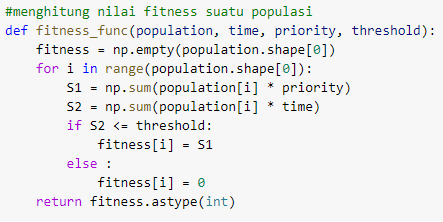 #menghitung nilai fitness suatu populasi
def fitness_func(population, time, priority, threshold):
    fitness = np.empty(population.shape[0])
    for i in range(population.shape[0]):
        S1 = np.sum(population[i] * priority)
        S2 = np.sum(population[i] * time)
        if S2 <= threshold:
            fitness[i] = S1
        else :
            fitness[i] = 0
    return fitness.astype(int)